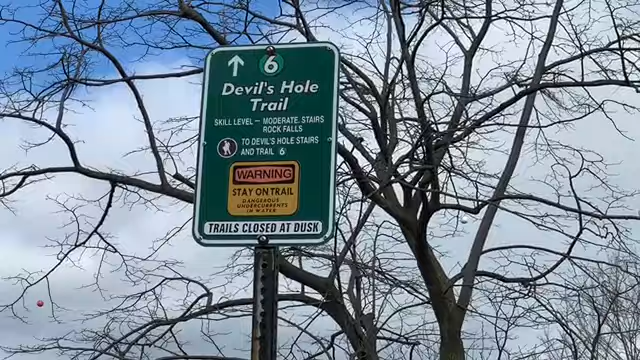 6
Devil's Hole
Trail
SKILL LEVEL – MODERATE, STAIRS
ROCK FALLS
TO DEVIL'S HOLE STAIRS
AND TRAIL 6
WARNING
STAY ON TRAIL
DANGEROUS
UNDERCURRENTS
IN WATER
TRAILS CLOSED AT DUSK